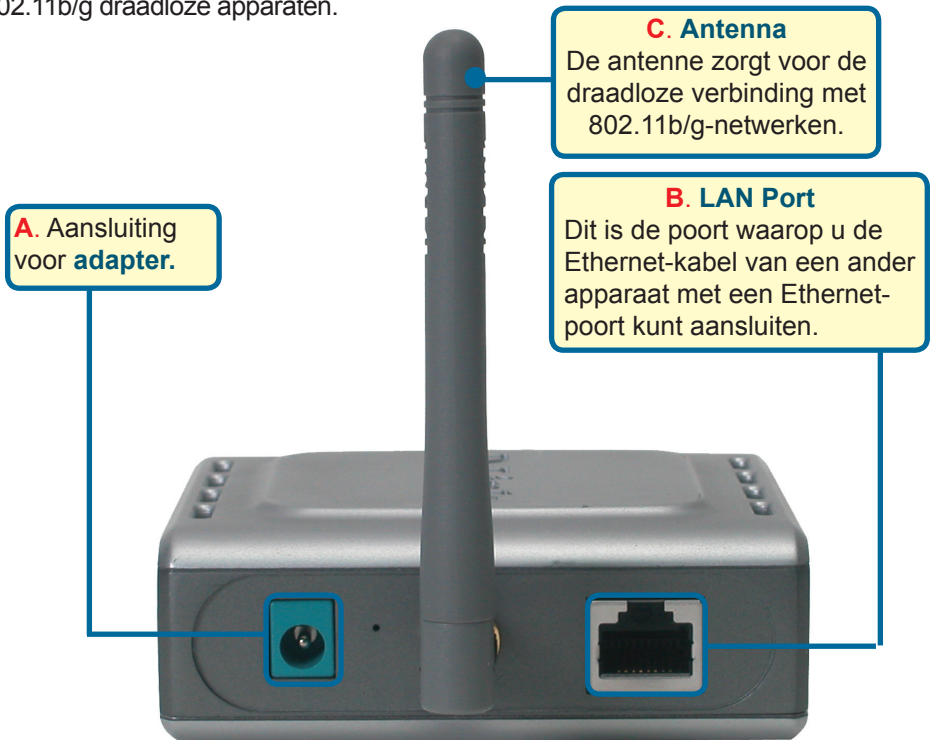 02.11b/g draadloze apparaten.
C. Antenna
De antenne zorgt voor de
draadloze verbinding met
802.11b/g-netwerken.
B. LAN Port
Dit is de poort waarop u de
Ethernet-kabel van een ander
apparaat met een Ethernet-
poort kunt aansluiten.
A. Aansluiting
voor adapter.